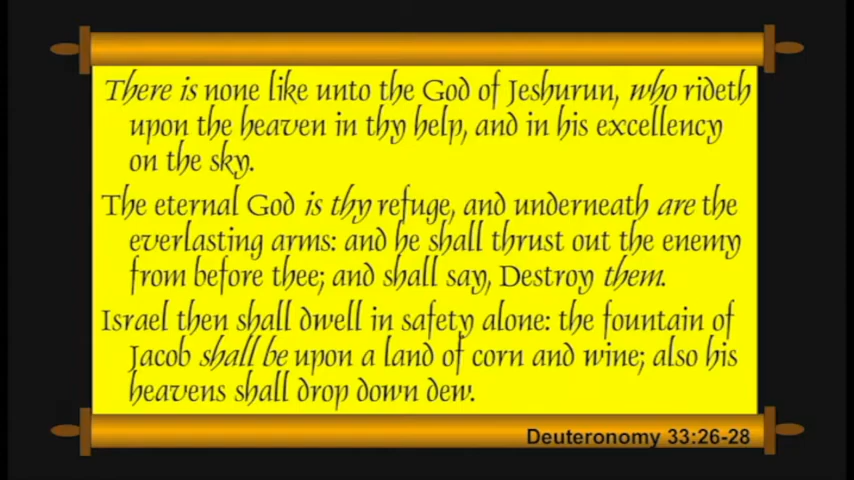 There is none like unto the God of Jeshurun, who rideth
upon the heaven in thy help, and in his excellency
on the sky.
The eternal God is thy refuge, and underneath are the
everlasting arms: and he shall thrust out the enemy
from before thee; and shall say, Destroy them.
Israel then shall dwell in safety alone: the fountain of
Jacob shall be upon a land of corn and wine; also his
heavens shall drop down dew.
Deuteronomy 33:26-28